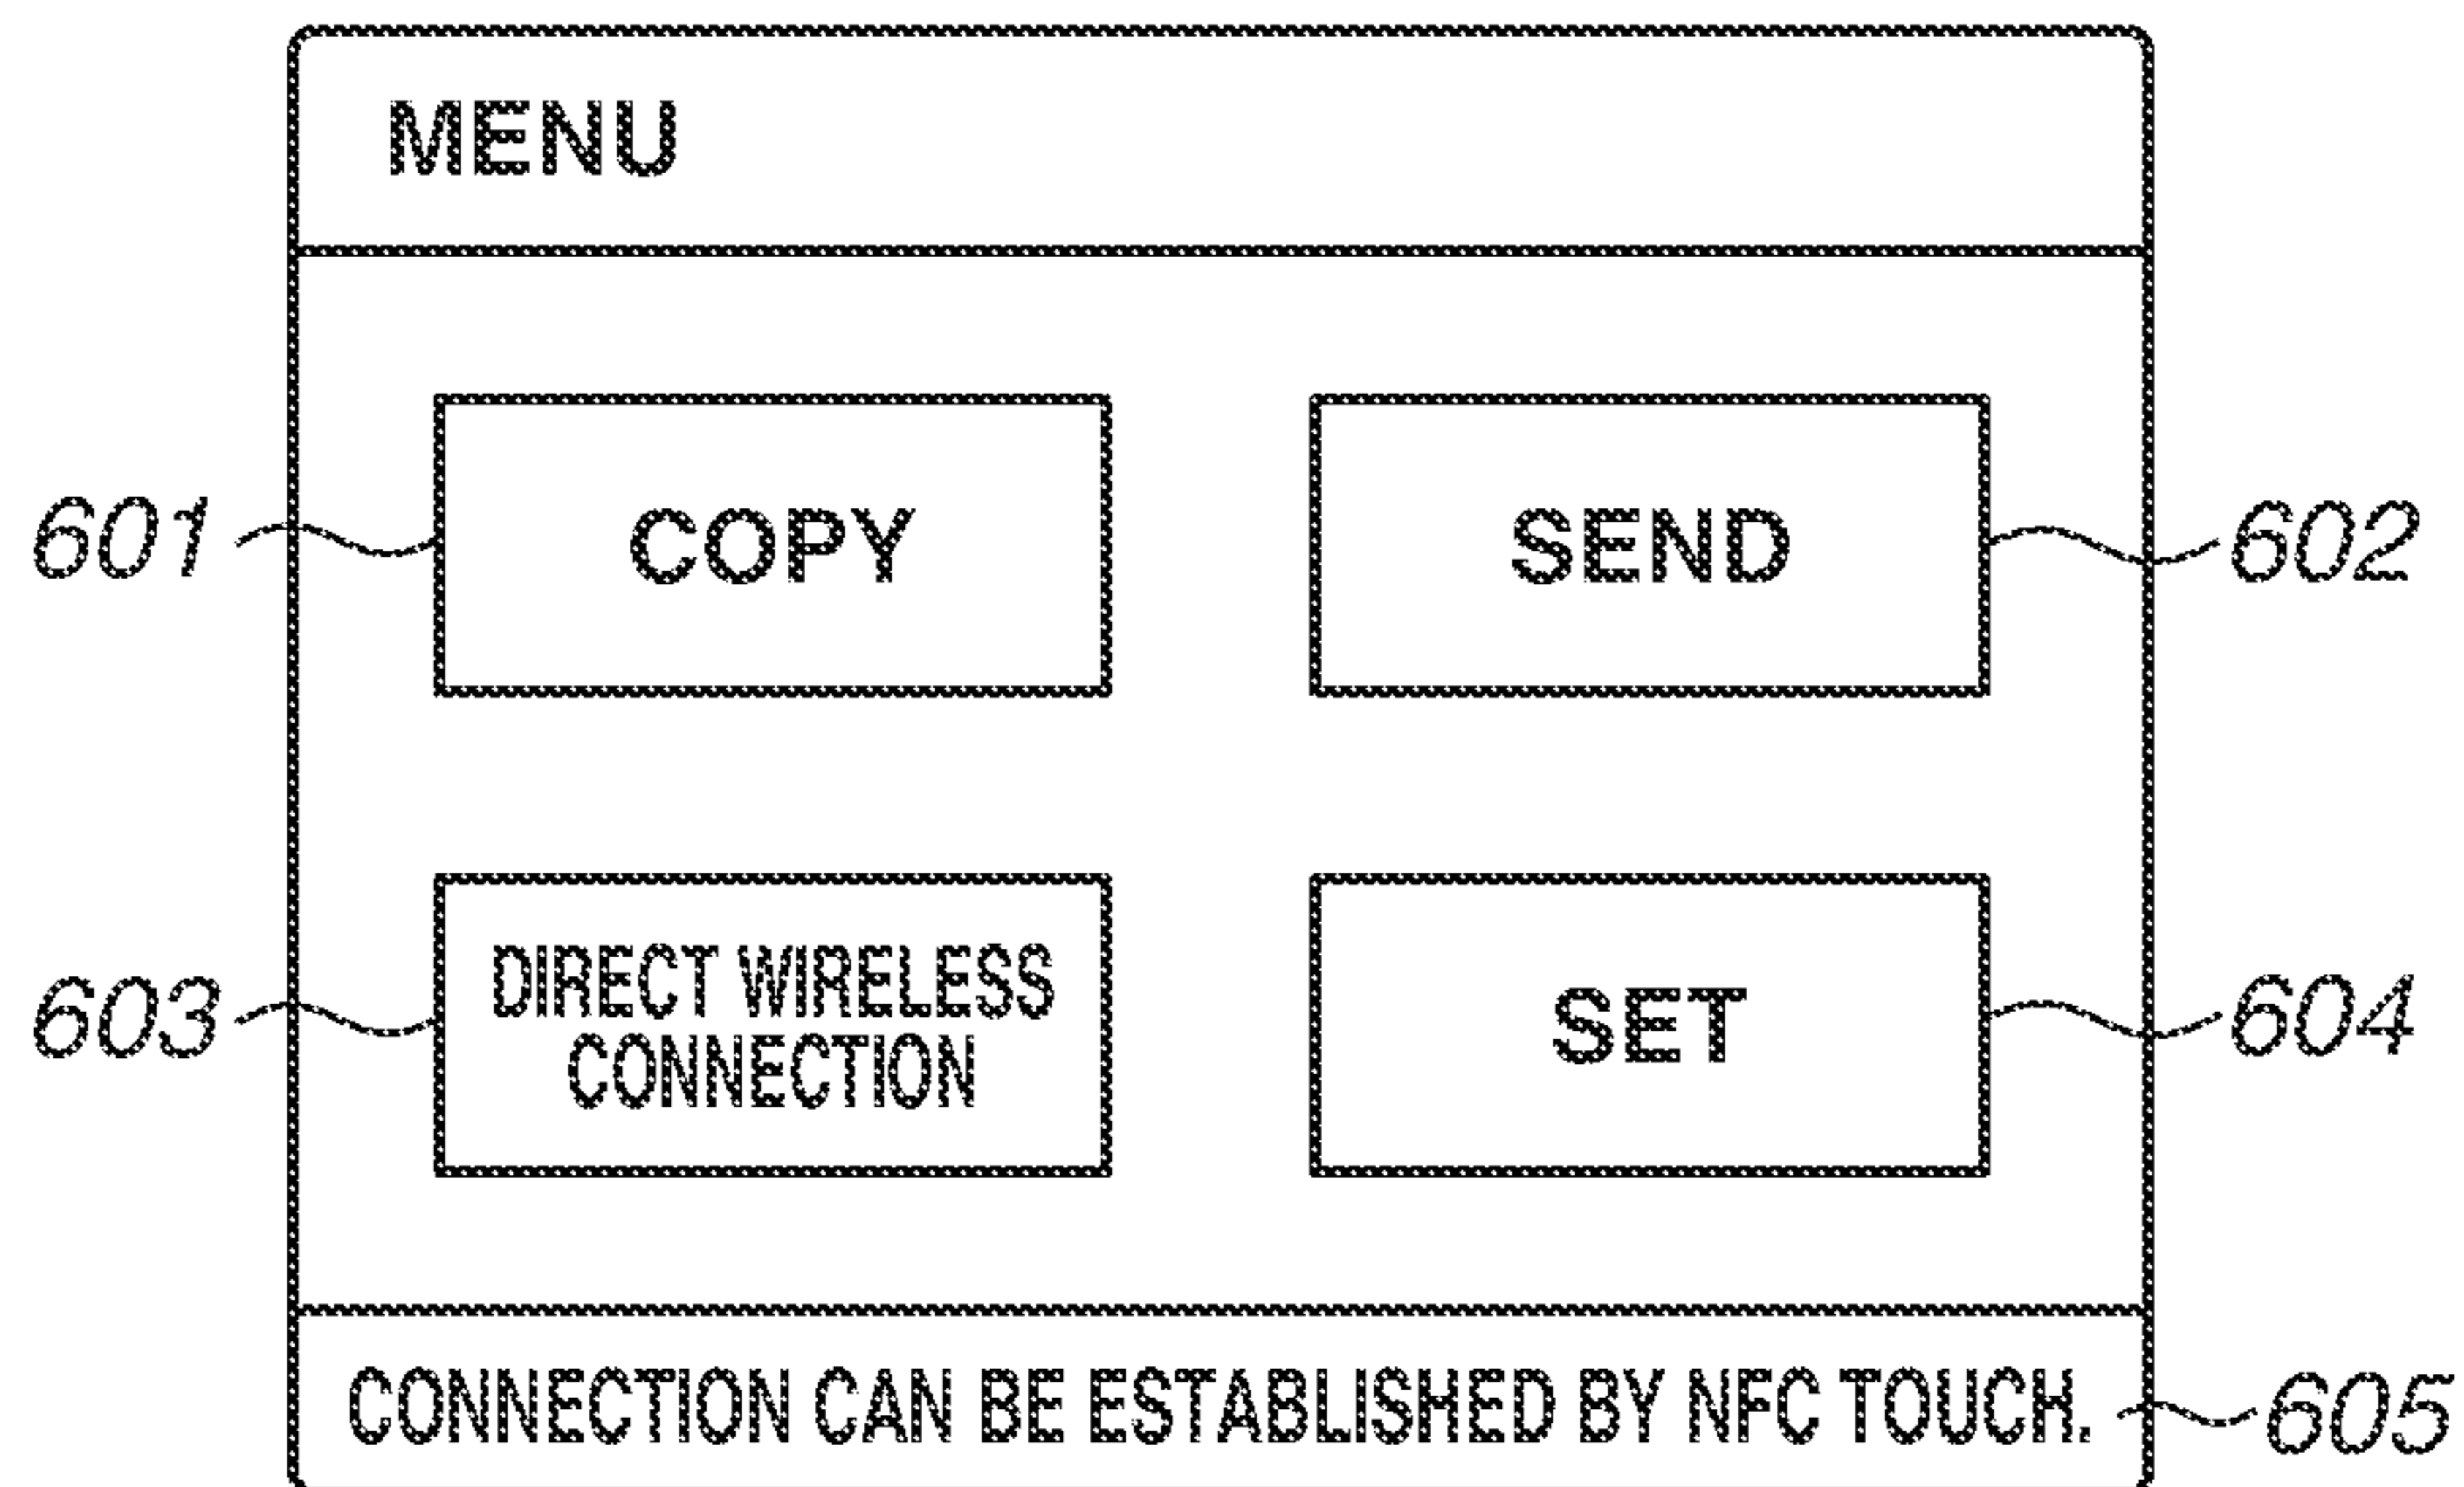 MENU
601 COPY SEND 602
603 DIRECT WIRELESS CONNECTION SET 604
CONNECTION CAN BE ESTABLISHED BY NFC TOUCH. 605